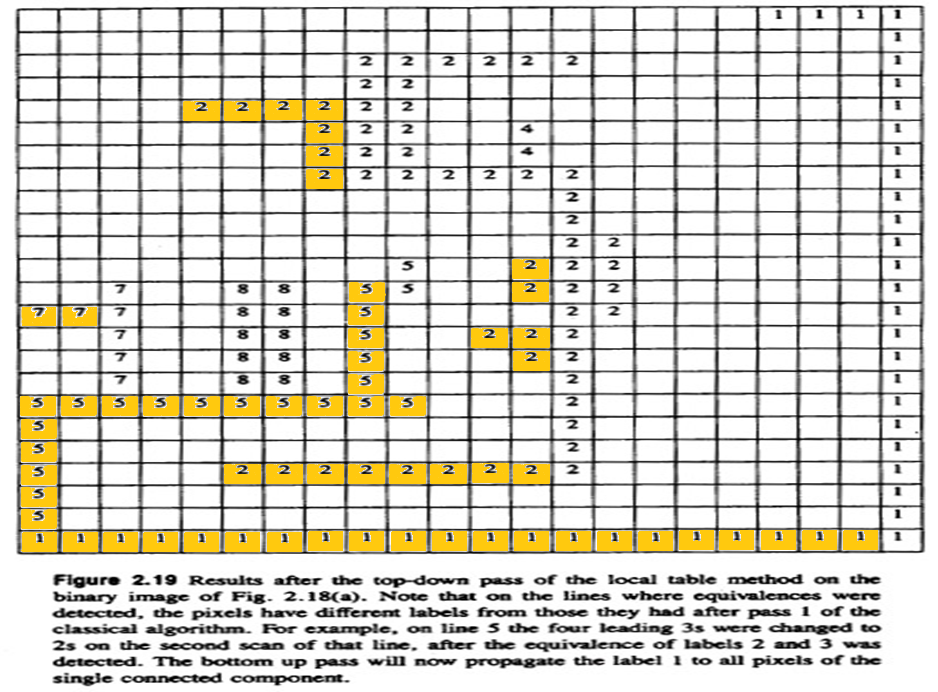 1 1 1 1
1
2 2 2 2 2 2 1
2 2 1
2 2 2 2 2 2 1
2 2 2 4 1
2 2 2 4 1
2 2 2 2 2 2 2 1
2 1
2 1
2 2 1
5 2 2 2 1
7 8 8 5 5 2 2 2 1
7 7 7 8 8 5 2 2 1
7 8 8 5 2 2 2 1
7 8 8 5 2 2 1
7 8 8 5 2 1
5 5 5 5 5 5 5 5 5 5 2 1
5 2 1
5 2 1
5 2 2 2 2 2 2 2 2 2 1
5 1
5 1
1 1 1 1 1 1 1 1 1 1 1 1 1 1 1 1 1 1 1 1 1 1
Figure 2.19 Results after the top-down pass of the local table method on the
binary image of Fig. 2.18(a). Note that on the lines where equivalences were
detected, the pixels have different labels from those they had after pass 1 of the
classical algorithm. For example, on line 5 the four leading 3s were changed to
2s on the second scan of that line, after the equivalence of labels 2 and 3 was
detected. The bottom up pass will now propagate the label 1 to all pixels of the
single connected component.